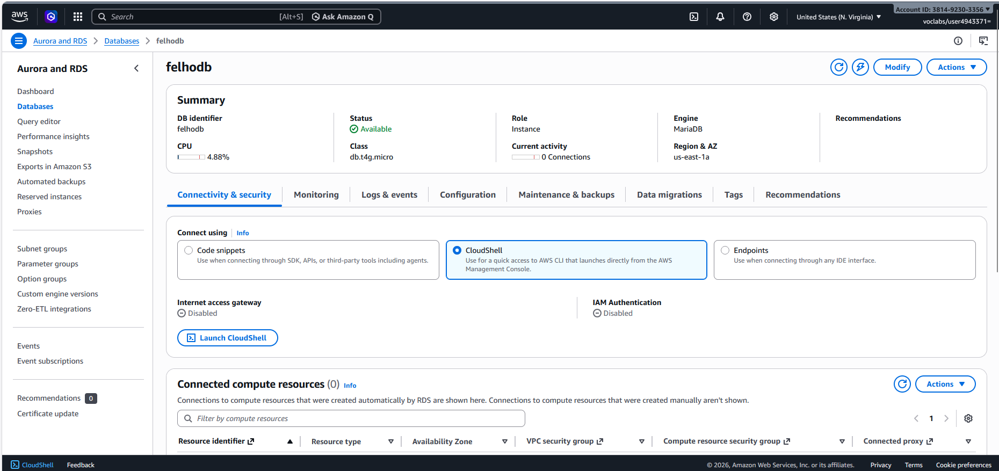 aws
Search [Alt+S] Ask Amazon Q
United States (N. Virginia)
Account ID: 3814-9230-3356
voclabs/user4943371=
Aurora and RDS
Databases
felhodb
Aurora and RDS
Dashboard
Databases
Query editor
Performance insights
Snapshots
Exports in Amazon S3
Automated backups
Reserved instances
Proxies
Subnet groups
Parameter groups
Option groups
Custom engine versions
Zero-ETL integrations
Events
Event subscriptions
Recommendations 0
Certificate update
felhodb
Modify
Actions
Summary
DB identifier
felhodb
CPU
4.88%
Status
Available
Class
db.t4g.micro
Role
Instance
Current activity
0 Connections
Engine
MariaDB
Region & AZ
us-east-1a
Recommendations
Connectivity & security
Monitoring
Logs & events
Configuration
Maintenance & backups
Data migrations
Tags
Recommendations
Connect using
Info
Code snippets
Use when connecting through SDK, APIs, or third-party tools including agents.
CloudShell
Use for a quick access to AWS CLI that launches directly from the AWS
Management Console.
Endpoints
Use when connecting through any IDE interface.
Internet access gateway
Disabled
IAM Authentication
Disabled
Launch CloudShell
Connected compute resources (0) Info
Actions
Connections to compute resources that were created automatically by RDS are shown here. Connections to compute resources that were created manually aren't shown.
Filter by compute resources
1
Resource identifier
Resource type
Availability Zone
VPC security group
Compute resource security group
Connected proxy
CloudShell
Feedback
© 2026, Amazon Web Services, Inc. or its affiliates.
Privacy
Terms
Cookie preferences